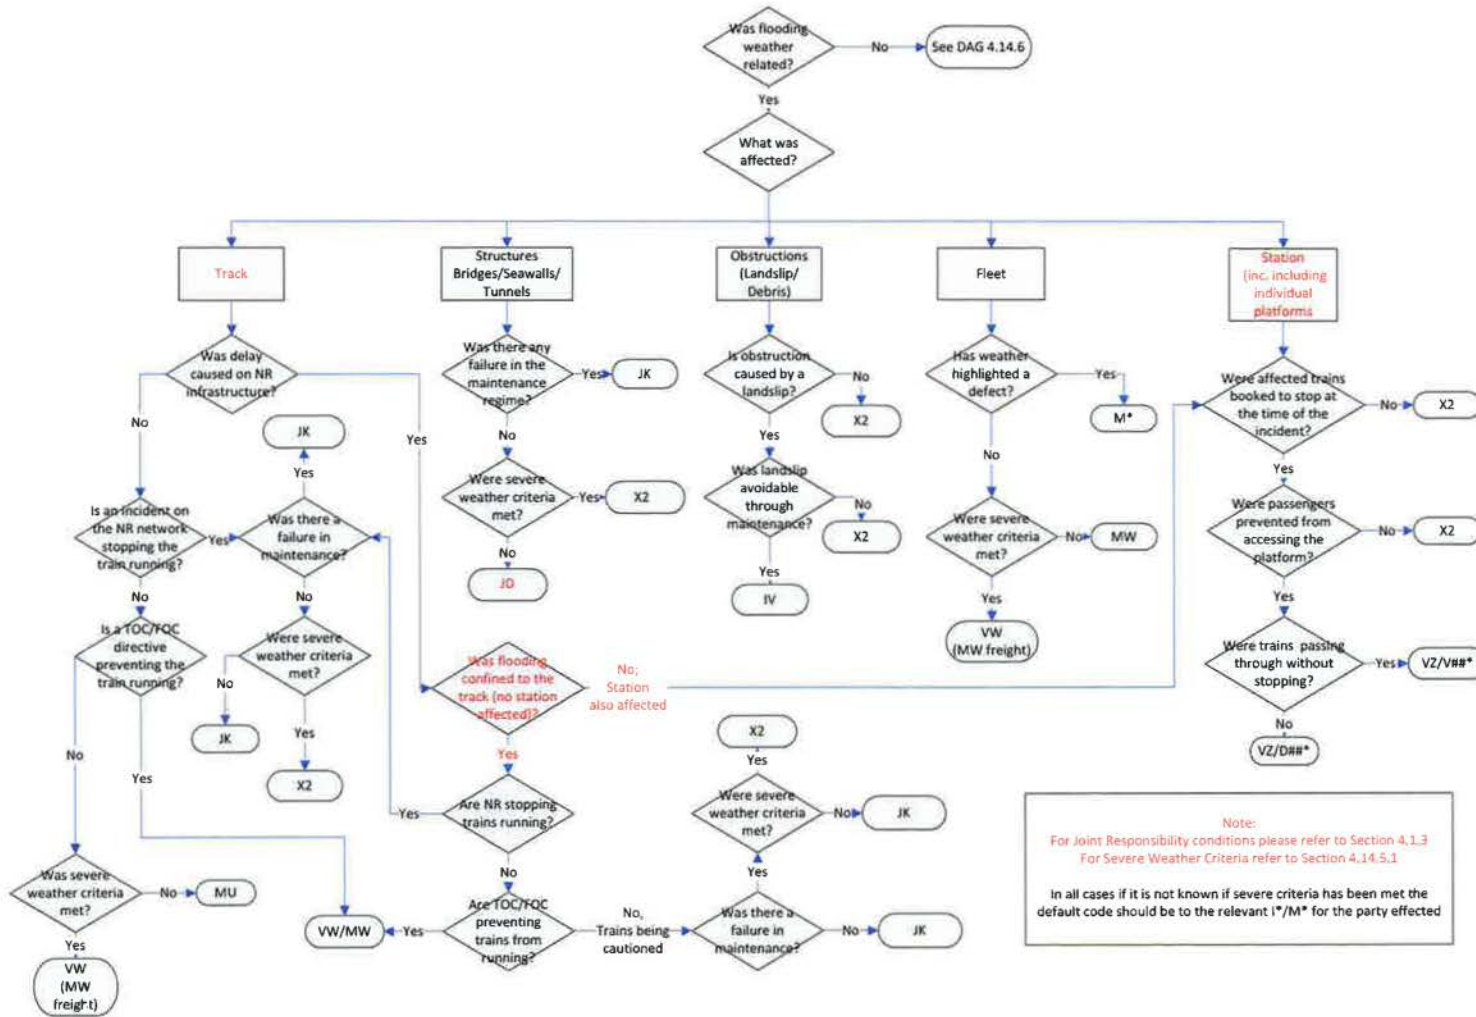 Was flooding
weather
related?
No
See DAG 4.14.6
Yes
What was
affected?
Track
Structures
Bridges/Seawalls/
Tunnels
Obstructions
(Landslip/
Debris)
Fleet
Station
(inc. including
individual
platforms
Was delay
caused on NR
infrastructure?
No
Yes
Is an incident on
the NR network
stopping the
train running?
Yes
No
Was there a
failure in
maintenance?
Yes
JK
No
Were severe
weather criteria
met?
No
JK
Yes
X2
Is a TOC/FOC
directive
preventing the
train running?
No
Yes
Was severe
weather criteria
met?
No
MU
Yes
VW
(MW
freight)
Was there any
failure in the
maintenance
regime?
Yes
JK
No
Were severe
weather criteria
met?
Yes
X2
No
JD
Was flooding
confined to the
track (no station
affected)?
No;
Station
also affected
Yes
Are NR stopping
trains running?
Yes
No
Are TOC/FOC
preventing
trains from
running?
Yes
VW/MW
No,
Trains being
cautioned
Was there a
failure in
maintenance?
No
JK
Yes
Were severe
weather criteria
met?
No
JK
Yes
X2
Is obstruction
caused by a
landslip?
No
X2
Yes
Was landslip
avoidable
through
maintenance?
No
X2
Yes
IV
Has weather
highlighted a
defect?
Yes
M*
No
Were severe
weather criteria
met?
No
MW
Yes
VW
(MW freight)
Were affected trains
booked to stop at
the time of the
incident?
No
X2
Yes
Were passengers
prevented from
accessing the
platform?
No
X2
Yes
Were trains passing
through without
stopping?
Yes
VZ/V##*
No
VZ/D##*
Note:
For Joint Responsibility conditions please refer to Section 4,1,3
For Severe Weather Criteria refer to Section 4,14,5,1
In all cases if it is not known if severe criteria has been met the
default code should be to the relevant I*/M* for the party effected